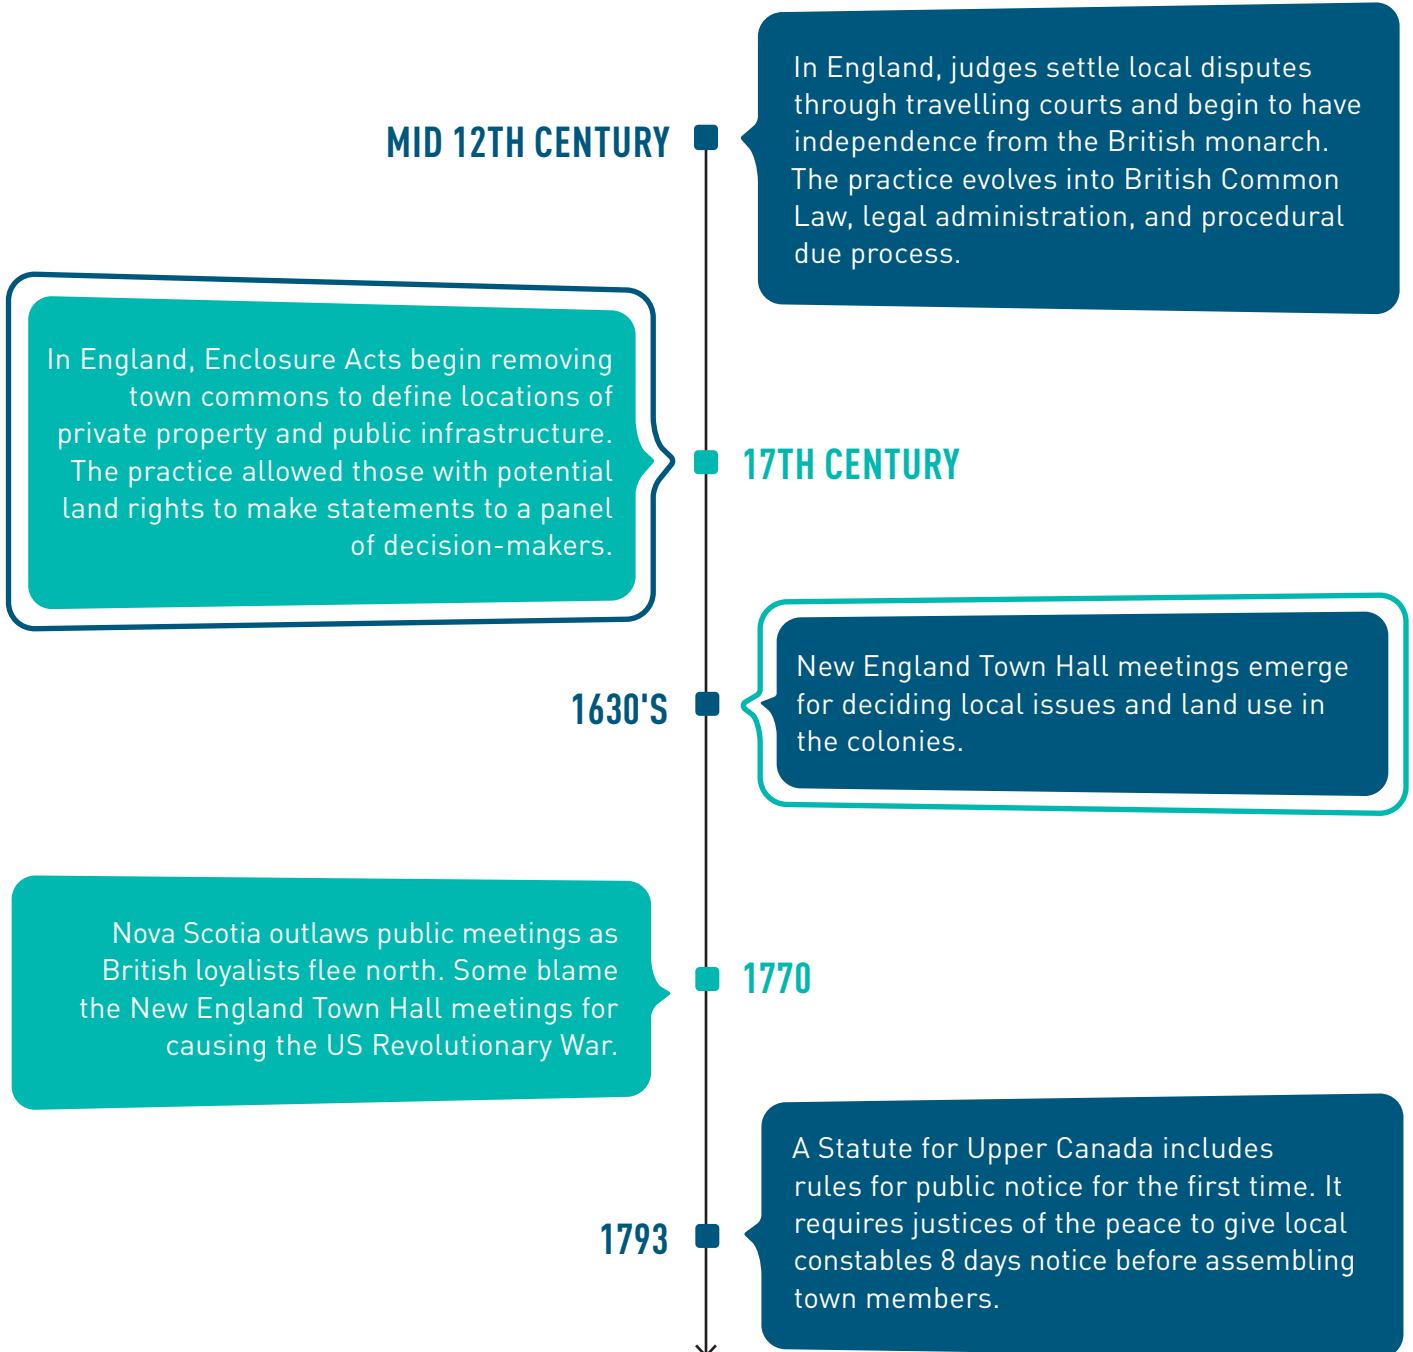 MID 12TH CENTURY
In England, judges settle local disputes
through travelling courts and begin to have
independence from the British monarch.
The practice evolves into British Common
Law, legal administration, and procedural
due process.
In England, Enclosure Acts begin removing
town commons to define locations of
private property and public infrastructure.
The practice allowed those with potential
land rights to make statements to a panel
of decision-makers.
17TH CENTURY
1630'S
New England Town Hall meetings emerge
for deciding local issues and land use in
the colonies.
Nova Scotia outlaws public meetings as
British loyalists flee north. Some blame
the New England Town Hall meetings for
causing the US Revolutionary War.
1770
1793
A Statute for Upper Canada includes
rules for public notice for the first time. It
requires justices of the peace to give local
constables 8 days notice before assembling
town members.